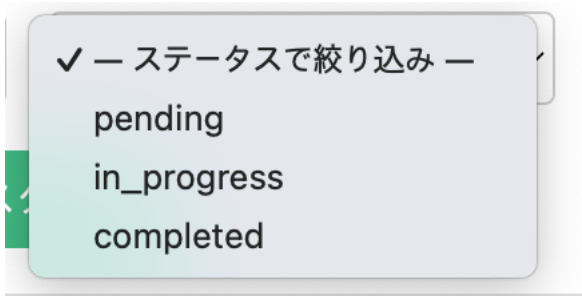 ✓ — ステータスで絞り込み —
pending
in_progress
completed